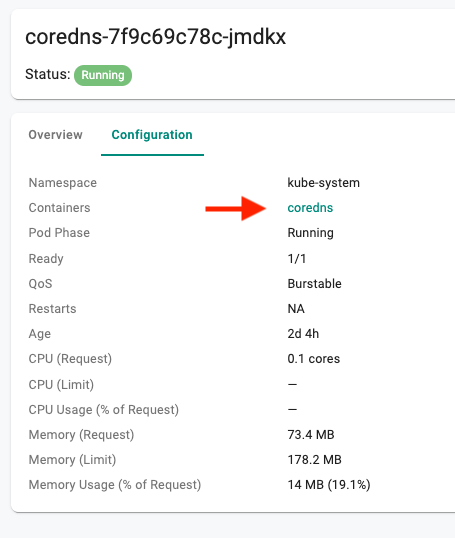 coredns-7f9c69c78c-jmdkx
Status: Running
Overview Configuration
Namespace kube-system
Containers coredns
Pod Phase Running
Ready 1/1
QoS Burstable
Restarts NA
Age 2d 4h
CPU (Request) 0.1 cores
CPU (Limit) —
CPU Usage (% of Request) —
Memory (Request) 73.4 MB
Memory (Limit) 178.2 MB
Memory Usage (% of Request) 14 MB (19.1%)